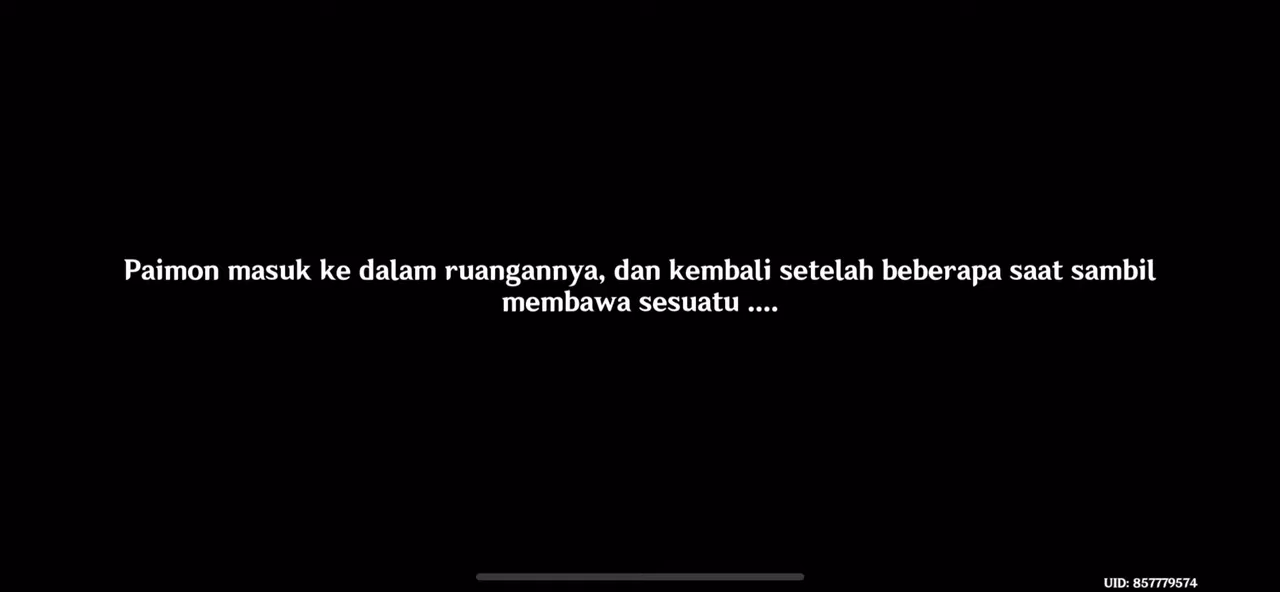 Paimon masuk ke dalam ruangannya, dan kembali setelah beberapa saat sambil
membawa sesuatu ....
UID: 857779574